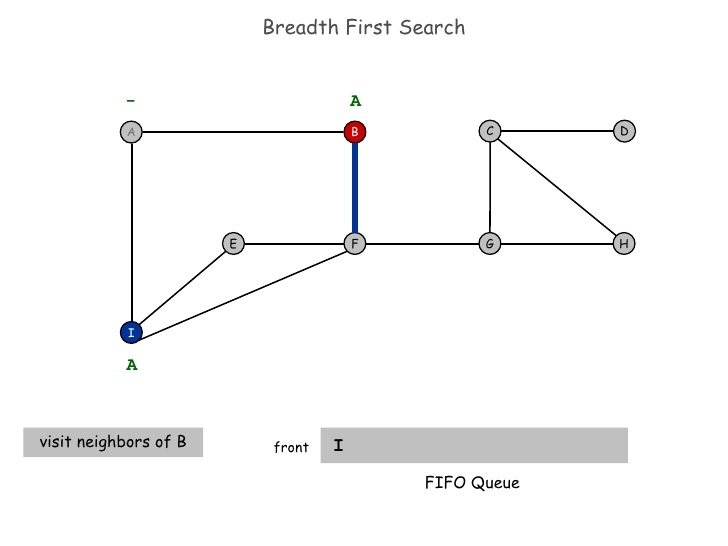 Breadth First Search
- A
A B C D
E F G H
I
A
visit neighbors of B
front I
FIFO Queue